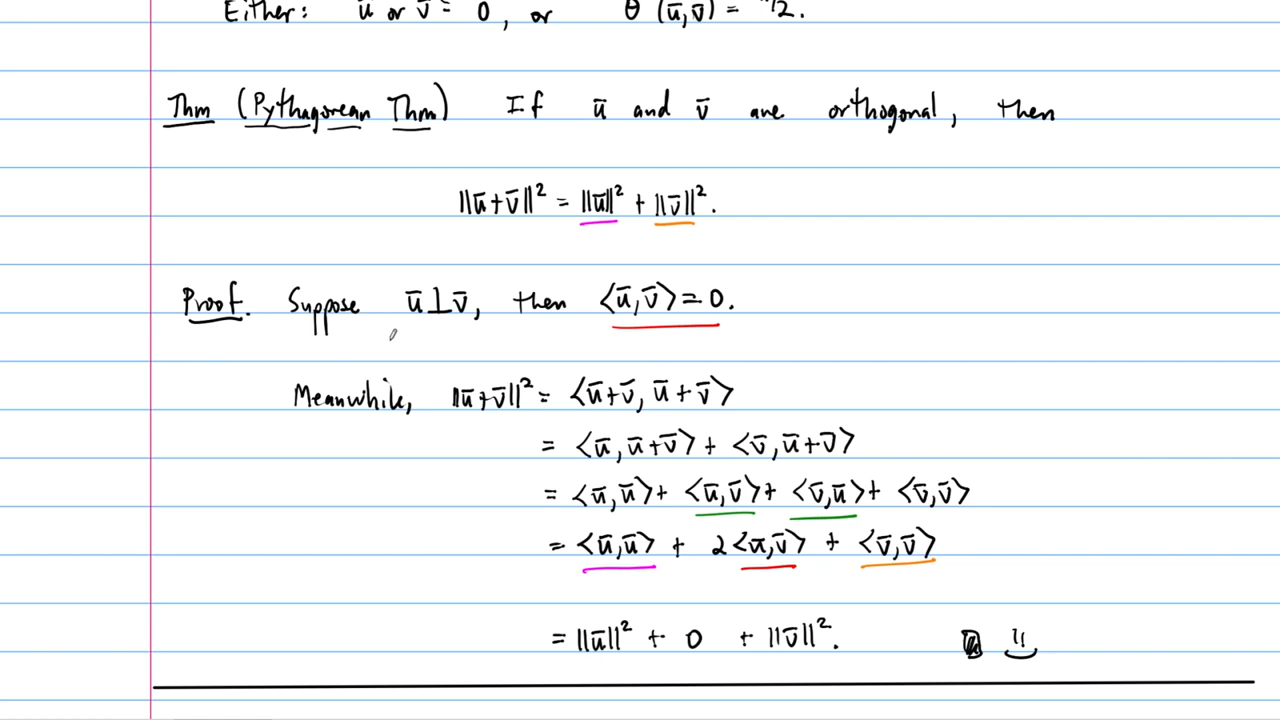 Either: ū or v̄ = 0, or θ(ū,v̄) = π/2.
Thm (Pythagorean Thm) If ū and v̄ are orthogonal, then
||ū+v̄||² = ||ū||² + ||v̄||².
Proof. Suppose ū⊥v̄, then <ū,v̄>=0.
Meanwhile, ||ū+v̄||² = <ū+v̄, ū+v̄>
= <ū, ū+v̄> + <v̄, ū+v̄>
= <ū,ū> + <ū,v̄> + <v̄,ū> + <v̄,v̄>
= <ū,ū> + 2<ū,v̄> + <v̄,v̄>
= ||ū||² + 0 + ||v̄||².